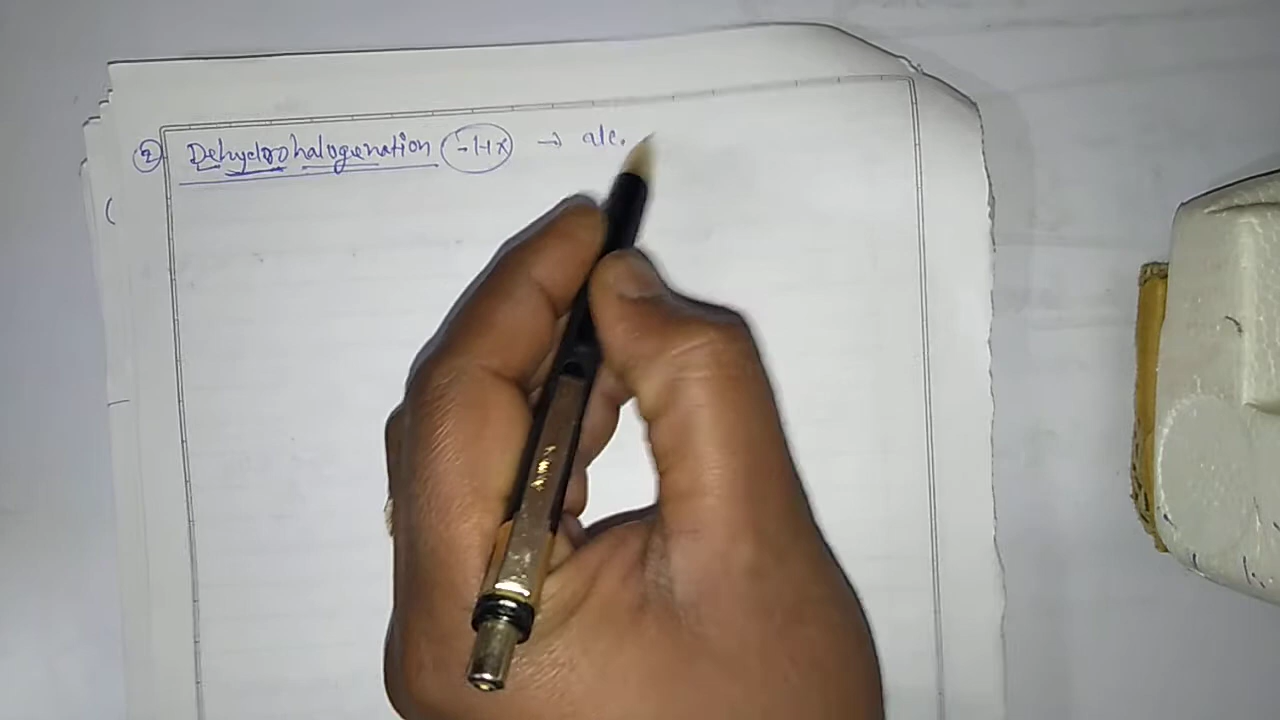 ② Dehydrohalogenation (-HX) → alc.
(